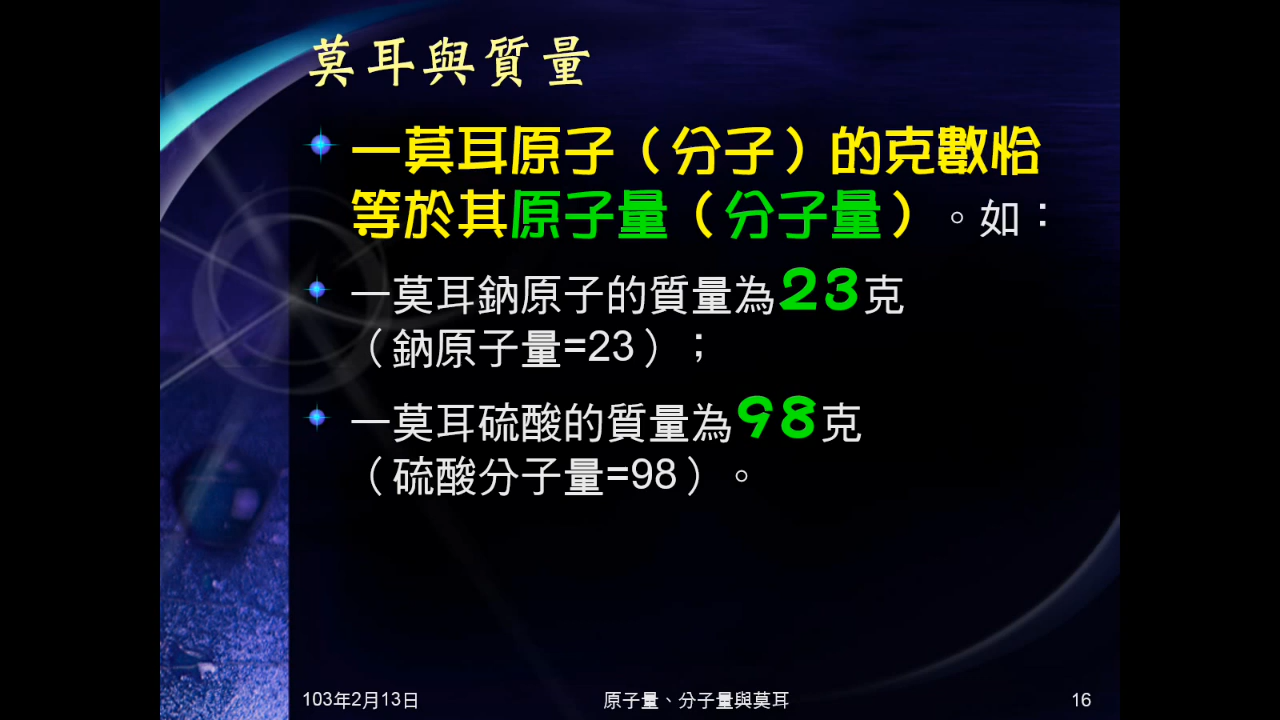 莫耳與質量
一莫耳原子（分子）的克數恰
等於其原子量（分子量）。如：
一莫耳鈉原子的質量為23克
（鈉原子量=23）；
一莫耳硫酸的質量為98克
（硫酸分子量=98）。
103年2月13日
原子量、分子量與莫耳
16